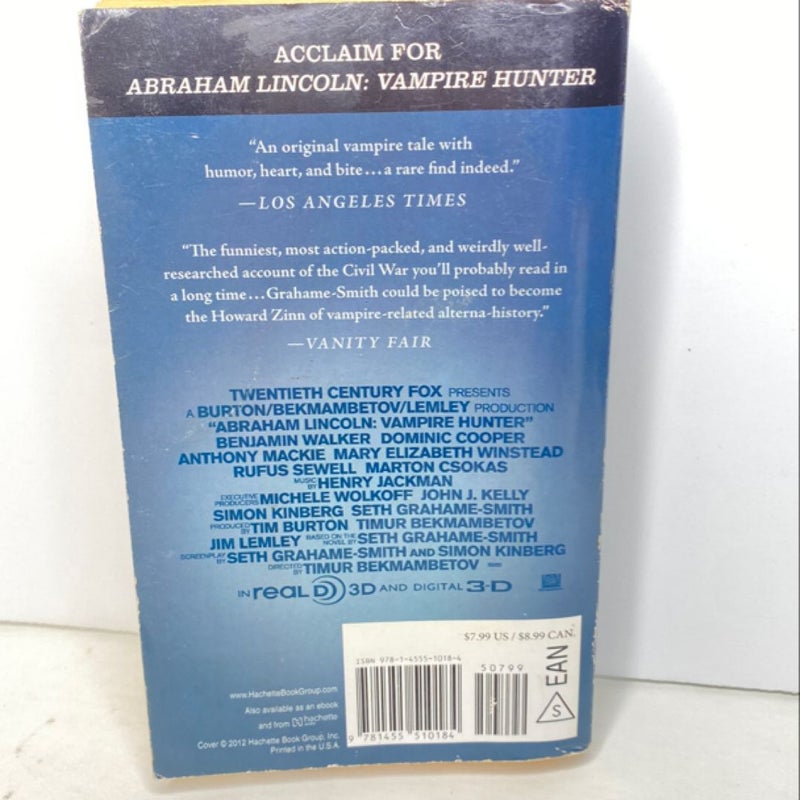 ACCLAIM FOR
ABRAHAM LINCOLN: VAMPIRE HUNTER
“An original vampire tale with
humor, heart, and bite...a rare find indeed.”
—LOS ANGELES TIMES
“The funniest, most action-packed, and weirdly well-
researched account of the Civil War you’ll probably read in
a long time...Grahame-Smith could be poised to become
the Howard Zinn of vampire-related alterna-history.”
—VANITY FAIR
TWENTIETH CENTURY FOX PRESENTS
A BURTON/BEKMAMBETOV/LEMLEY PRODUCTION
“ABRAHAM LINCOLN: VAMPIRE HUNTER”
BENJAMIN WALKER DOMINIC COOPER
ANTHONY MACKIE MARY ELIZABETH WINSTEAD
RUFUS SEWELL MARTON CSOKAS
MUSIC BY HENRY JACKMAN
EXECUTIVE PRODUCERS MICHELE WOLKOFF JOHN J. KELLY
SIMON KINBERG SETH GRAHAME-SMITH
PRODUCED BY TIM BURTON TIMUR BEKMAMBETOV
JIM LEMLEY BASED ON THE NOVEL BY SETH GRAHAME-SMITH
SCREENPLAY BY SETH GRAHAME-SMITH AND SIMON KINBERG
DIRECTED BY TIMUR BEKMAMBETOV
IN REAL D 3D AND DIGITAL 3-D
$7.99 US / $8.99 CAN.
ISBN 978-1-4555-1018-4
50799
EAN
S
www.HachetteBookGroup.com
Also available as an ebook
and from hachette
9 781455 510184
Cover © 2012 Hachette Book Group, Inc.
Printed in the U.S.A.